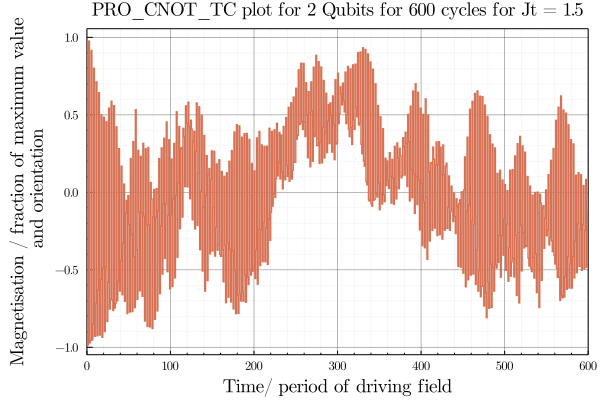 PRO_CNOT_TC plot for 2 Qubits for 600 cycles for Jt = 1.5
Magnetisation / fraction of maximum value
and orientation
1.0
0.5
0.0
−0.5
−1.0
0 100 200 300 400 500 600
Time/ period of driving field